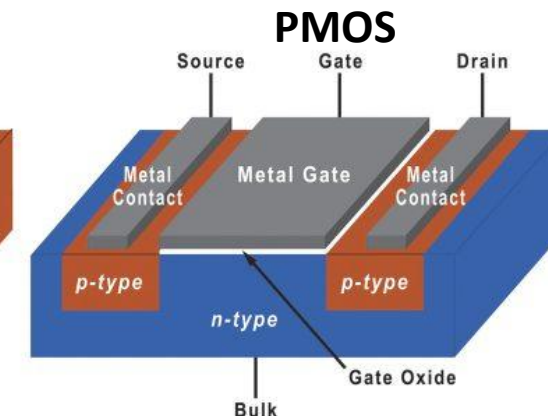 PMOS
Source
Gate
Drain
Metal
Contact
Metal Gate
Metal
Contact
p-type
n-type
p-type
Gate Oxide
Bulk